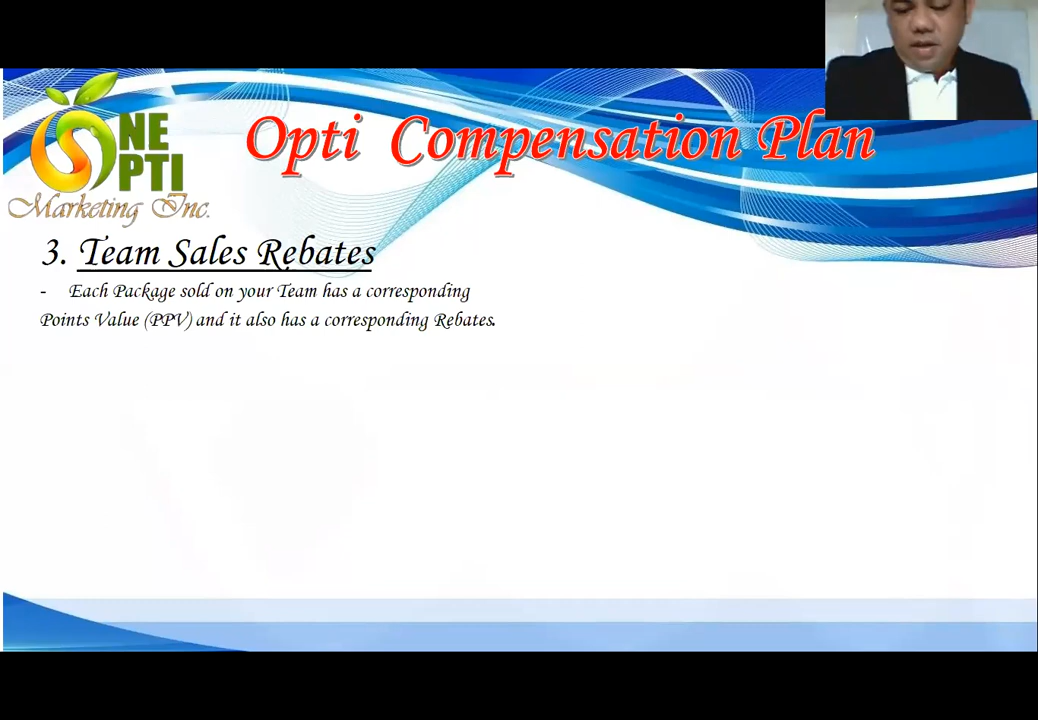 ONE
OPTI
Marketing Inc.
Opti Compensation Plan
3. Team Sales Rebates
- Each Package sold on your Team has a corresponding
Points Value (PPV) and it also has a corresponding Rebates.